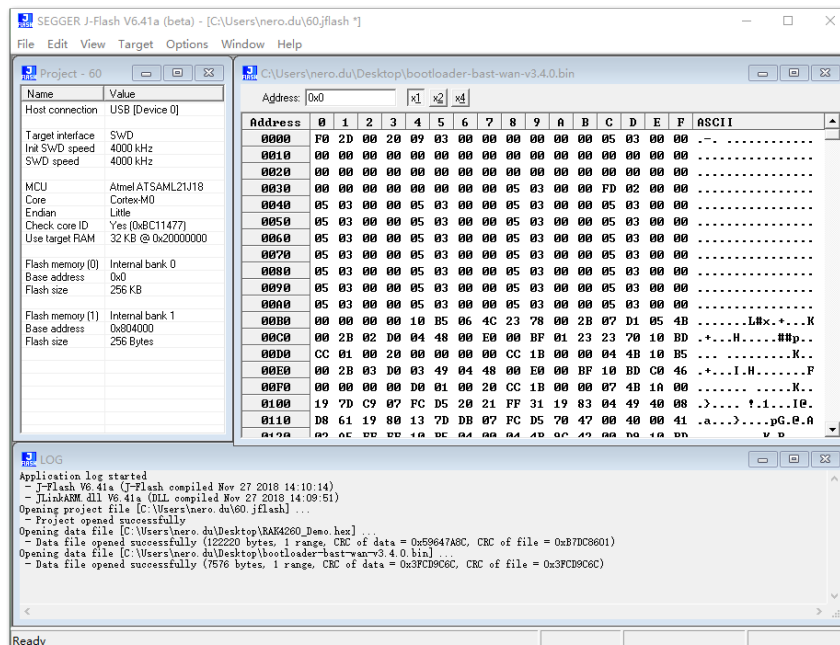 SEGGER J-Flash V6.41a (beta) - [C:\Users\nero.du\60.jflash *]
File Edit View Target Options Window Help
Project - 60
Name Value
Host connection USB [Device 0]
Target interface SWD
Init SWD speed 4000 kHz
SWD speed 4000 kHz
MCU Atmel ATSAML21J18
Core Cortex-M0
Endian Little
Check core ID Yes (0xBC11477)
Use target RAM 32 KB @ 0x20000000
Flash memory (0) Internal bank 0
Base address 0x0
Flash size 256 KB
Flash memory (1) Internal bank 1
Base address 0x804000
Flash size 256 Bytes
C:\Users\nero.du\Desktop\bootloader-bast-wan-v3.4.0.bin
Address: 0x0 x1 x2 x4
Address 0 1 2 3 4 5 6 7 8 9 A B C D E F ASCII
0000 F0 2D 00 20 09 03 00 00 00 00 00 00 05 03 00 00 .-. ............
0010 00 00 00 00 00 00 00 00 00 00 00 00 00 00 00 00 ................
0020 00 00 00 00 00 00 00 00 00 00 00 00 00 00 00 00 ................
0030 00 00 00 00 00 00 00 00 05 03 00 00 FD 02 00 00 ................
0040 05 03 00 00 05 03 00 00 05 03 00 00 05 03 00 00 ................
0050 05 03 00 00 05 03 00 00 05 03 00 00 05 03 00 00 ................
0060 05 03 00 00 05 03 00 00 05 03 00 00 05 03 00 00 ................
0070 05 03 00 00 05 03 00 00 05 03 00 00 05 03 00 00 ................
0080 05 03 00 00 05 03 00 00 05 03 00 00 05 03 00 00 ................
0090 05 03 00 00 05 03 00 00 05 03 00 00 05 03 00 00 ................
00A0 05 03 00 00 05 03 00 00 05 03 00 00 05 03 00 00 ................
00B0 00 00 00 00 10 B5 06 4C 23 78 00 2B 07 D1 05 4B .......L#x.+...K
00C0 00 2B 02 D0 04 48 00 E0 00 BF 01 23 23 70 10 BD .+...H.....##p..
00D0 CC 01 00 20 00 00 00 00 CC 1B 00 00 04 4B 10 B5 ... .........K..
00E0 00 2B 03 D0 03 49 04 48 00 E0 00 BF 10 BD C0 46 .+...I.H.......F
00F0 00 00 00 00 D0 01 00 20 CC 1B 00 00 07 4B 1A 00 ....... .....K..
0100 19 7D C9 07 FC D5 20 21 FF 31 19 83 04 49 40 08 .}.... !.1...I@.
0110 D8 61 19 80 13 7D DB 07 FC D5 70 47 00 40 00 41 .a...}....pG.@.A
LOG
Application log started
- J-Flash V6.41a (J-Flash compiled Nov 27 2018 14:10:14)
- JLinkARM.dll V6.41a (DLL compiled Nov 27 2018 14:09:51)
Opening project file [C:\Users\nero.du\60.jflash] ...
- Project opened successfully
Opening data file [C:\Users\nero.du\Desktop\RAK4260_Demo.hex] ...
- Data file opened successfully (122220 bytes, 1 range, CRC of data = 0x59647A8C, CRC of file = 0xB7DC8601)
Opening data file [C:\Users\nero.du\Desktop\bootloader-bast-wan-v3.4.0.bin] ...
- Data file opened successfully (7576 bytes, 1 range, CRC of data = 0x3FCD9C6C, CRC of file = 0x3FCD9C6C)
Ready